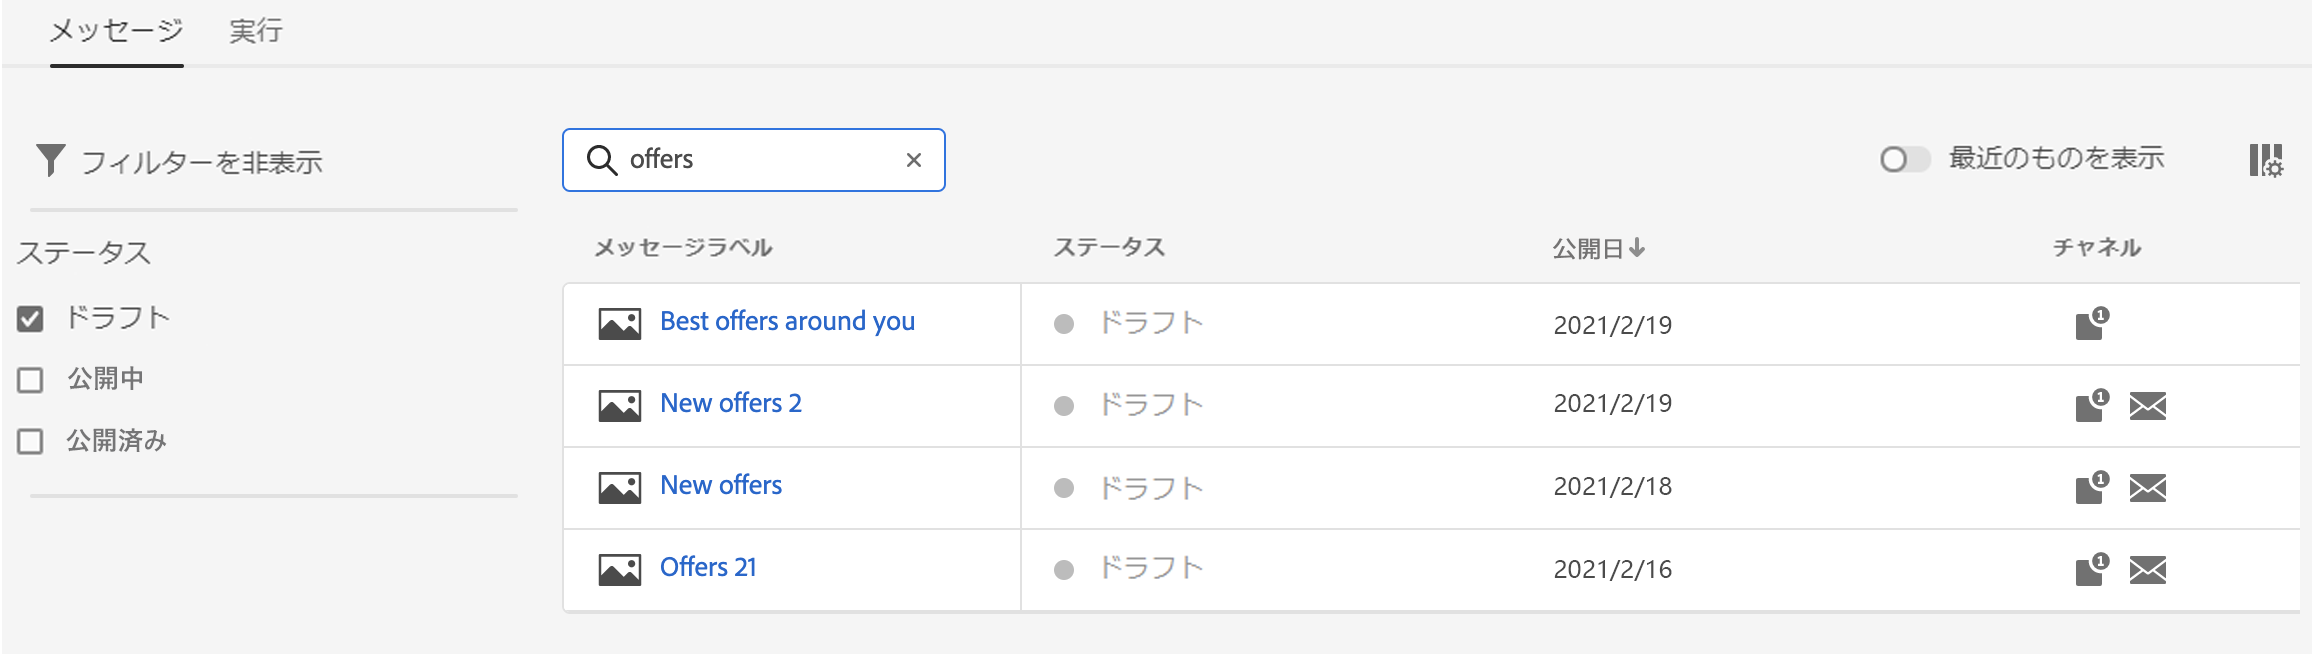 メッセージ 実行
フィルターを非表示
offers
最近のものを表示
ステータス
ドラフト
公開中
公開済み
メッセージラベル ステータス 公開日 チャネル
Best offers around you ドラフト 2021/2/19 1
New offers 2 ドラフト 2021/2/19 1
New offers ドラフト 2021/2/18 1
Offers 21 ドラフト 2021/2/16 1